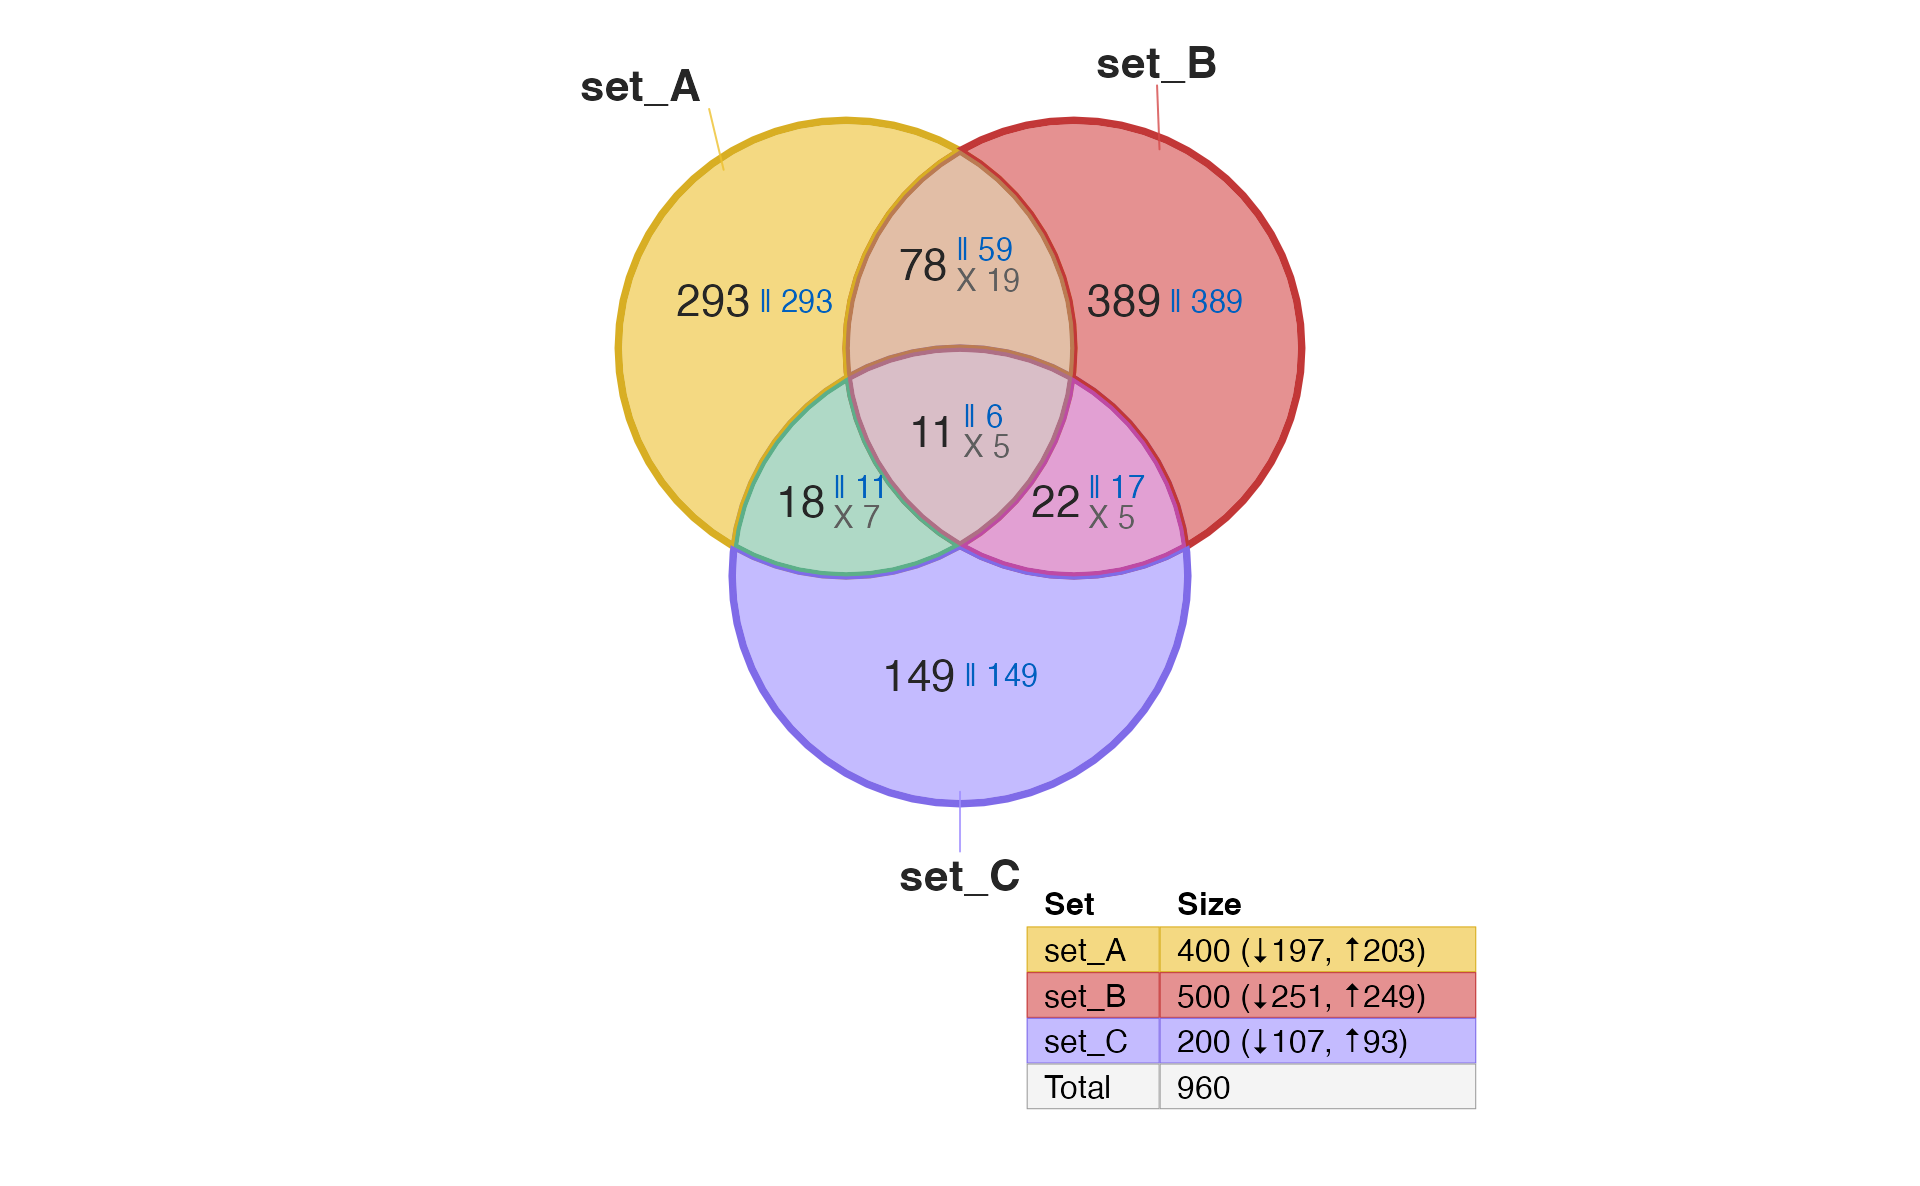 set_B
set_A
78 ‖ 59
X 19
293 ‖ 293
389 ‖ 389
11 ‖ 6
X 5
18 ‖ 11
X 7
22 ‖ 17
X 5
149 ‖ 149
set_C
Set Size
set_A 400 (↓197, ↑203)
set_B 500 (↓251, ↑249)
set_C 200 (↓107, ↑93)
Total 960